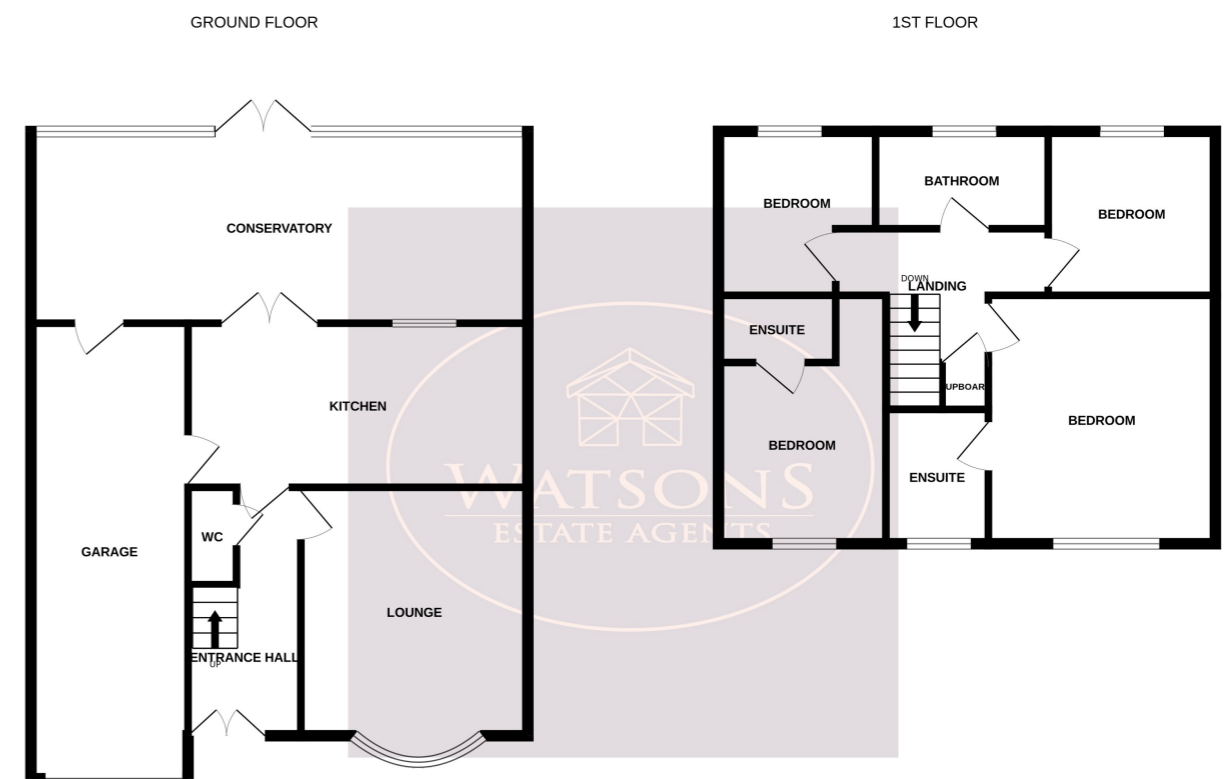 GROUND FLOOR
CONSERVATORY
KITCHEN
WC
GARAGE
LOUNGE
ENTRANCE HALL
UP
1ST FLOOR
BATHROOM
BEDROOM
BEDROOM
DOWN
LANDING
ENSUITE
UPBOAR
BEDROOM
BEDROOM
ENSUITE
WATSONS
ESTATE AGENTS